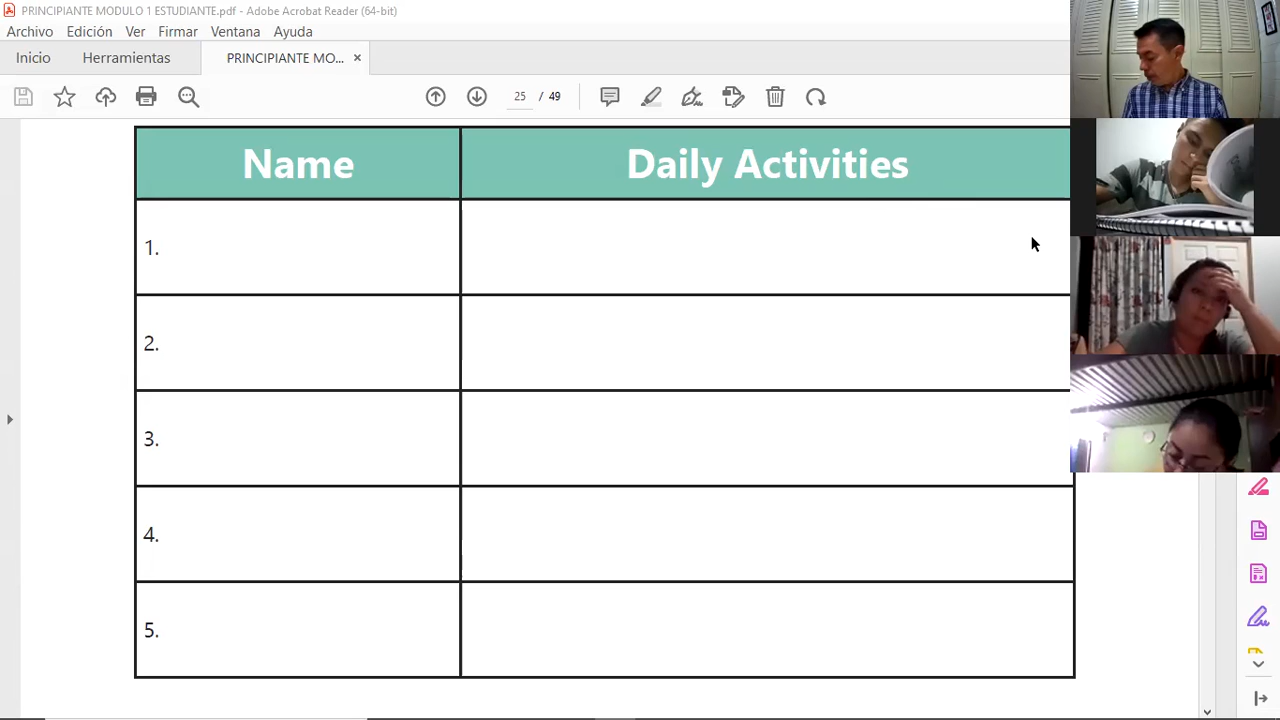 PRINCIPIANTE MODULO 1 ESTUDIANTE.pdf - Adobe Acrobat Reader (64-bit)
Archivo Edición Ver Firmar Ventana Ayuda
Inicio Herramientas PRINCIPIANTE MO... ×
25 / 49
Name Daily Activities
1.
2.
3.
4.
5.